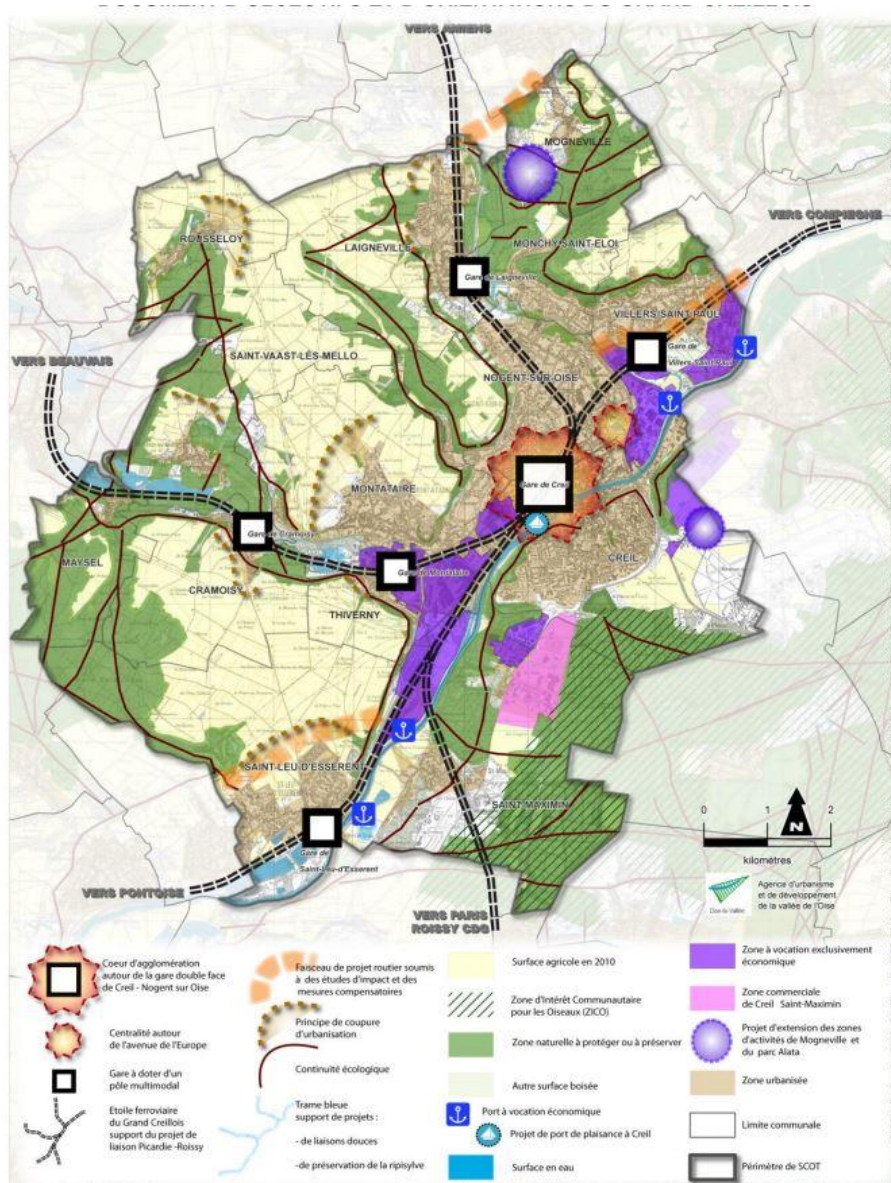 VERS AMIENS
MOGNEVILLE
VERS COMPIEGNE
ROUSSELOY
LAIGNEVILLE
MONCHY-SAINT-ELOI
Gare de Laigneville
VILLERS-SAINT-PAUL
Gare de
Villers-Saint-Paul
VERS BEAUVAIS
SAINT-VAAST-LÈS-MELLO
NOGENT-SUR-OISE
MONTATAIRE
Gare de Creil
Gare de Cramoisy
MAYSEL
CRAMOISY
Gare de Montataire
CREIL
THIVERNY
SAINT-LEU-D'ESSERENT
SAINT-MAXIMIN
Gare de
Saint-Leu-d'Esserent
VERS PONTOISE
VERS PARIS
ROISSY CDG
0 1 2
N
kilomètres
Oise-la-Vallée
Agence d'urbanisme
et de développement
de la vallée de l'Oise
Coeur d'agglomération
autour de la gare double face
de Creil - Nogent sur Oise
Centralité autour
de l'avenue de l'Europe
Gare à doter d'un
pôle multimodal
Etoile ferroviaire
du Grand Creillois
support du projet de
liaison Picardie -Roissy
Faisceau de projet routier soumis
à des études d'impact et des
mesures compensatoires
Principe de coupure
d'urbanisation
Continuité écologique
Trame bleue
support de projets :
- de liaisons douces
-de préservation de la ripisylve
Surface agricole en 2010
Zone d'Intérêt Communautaire
pour les Oiseaux (ZICO)
Zone naturelle à protéger ou à préserver
Autre surface boisée
Port à vocation économique
Projet de port de plaisance à Creil
Surface en eau
Zone à vocation exclusivement
économique
Zone commerciale
de Creil Saint-Maximin
Projet d'extension des zones
d'activités de Mogneville et
du parc Alata
Zone urbanisée
Limite communale
Périmètre de SCOT